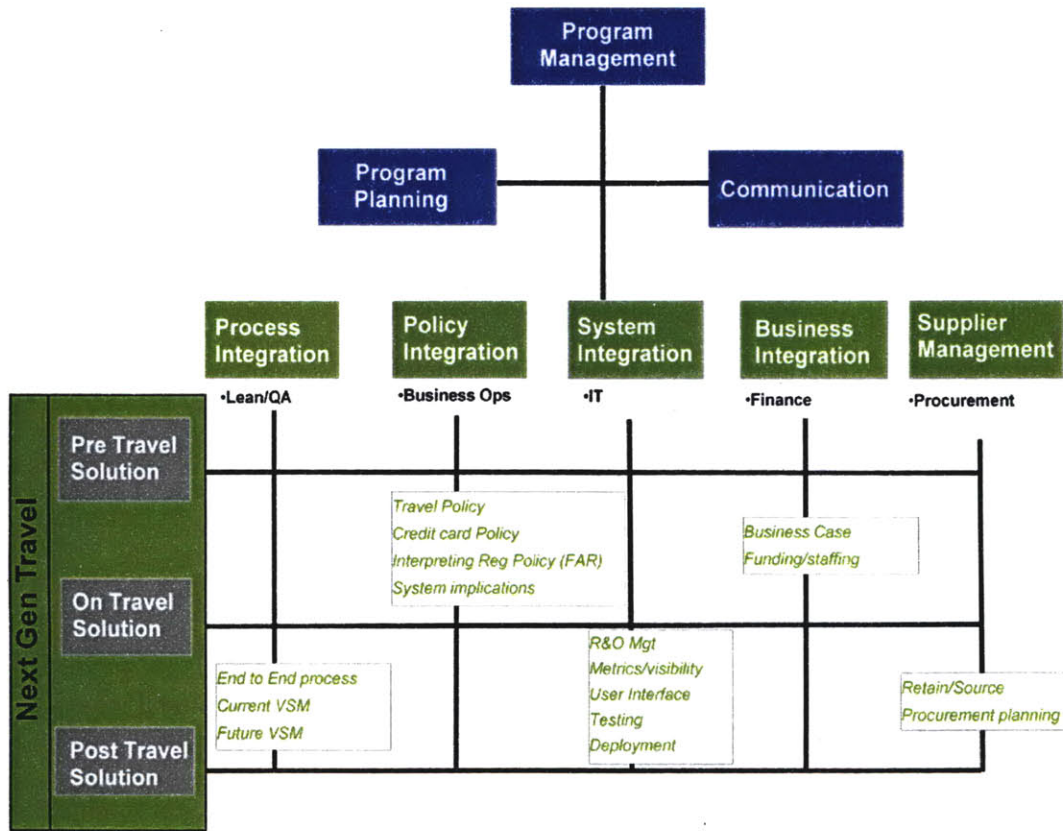 Program
Management
Program
Planning
Communication
Process
Integration
Policy
Integration
System
Integration
Business
Integration
Supplier
Management
•Lean/QA
•Business Ops
•IT
•Finance
•Procurement
Next Gen Travel
Pre Travel
Solution
Travel Policy
Credit card Policy
Interpreting Reg Policy (FAR)
System implications
Business Case
Funding/staffing
On Travel
Solution
R&O Mgt
Metrics/visibility
User Interface
Testing
Deployment
End to End process
Current VSM
Future VSM
Retain/Source
Procurement planning
Post Travel
Solution